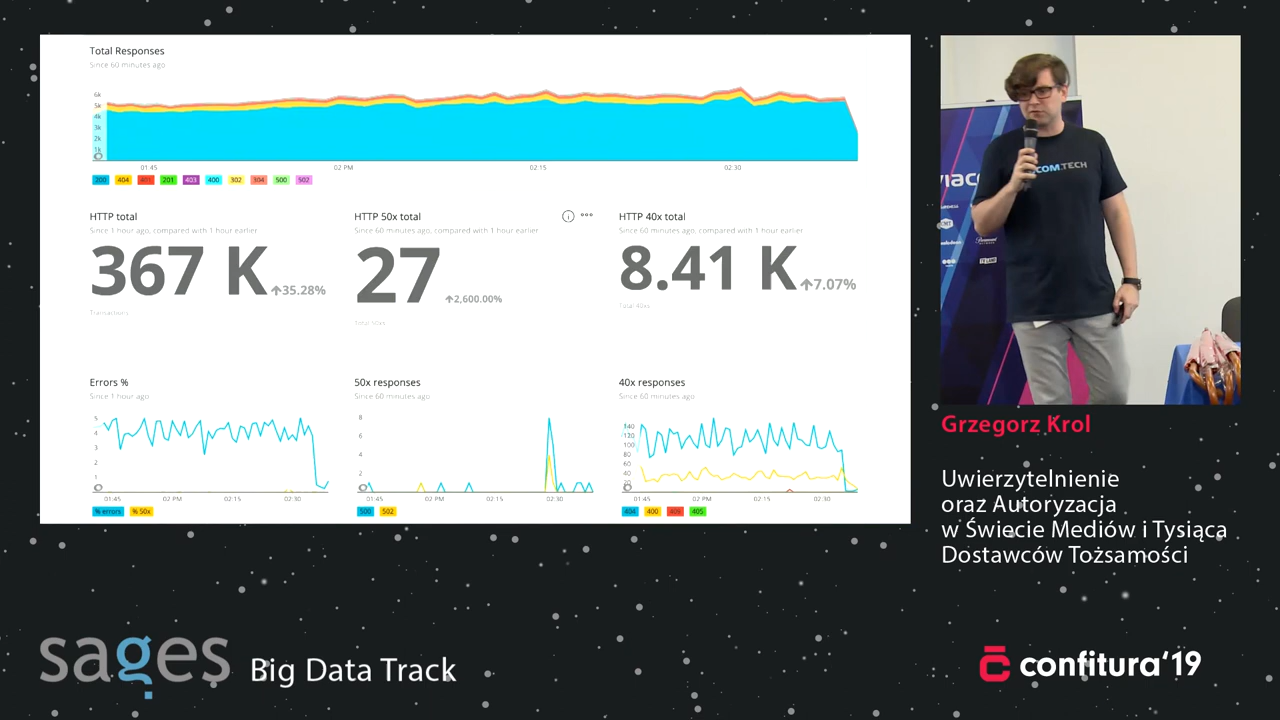 Total Responses
Since 60 minutes ago
6k
5k
4k
3k
2k
1k
01:45
02 PM
02:15
02:30
200
404
401
201
403
400
302
304
500
502
HTTP total
Since 1 hour ago, compared with 1 hour earlier
367 K
35.28%
Transactions
HTTP 50x total
Since 60 minutes ago, compared with 1 hour earlier
27
2,600.00%
Total 50xs
HTTP 40x total
Since 60 minutes ago, compared with 1 hour earlier
8.41 K
7.07%
Total 40xs
Errors %
Since 1 hour ago
5
4
3
2
1
01:45
02 PM
02:15
02:30
% errors
% 50x
50x responses
Since 60 minutes ago
8
6
4
2
01:45
02 PM
02:15
02:30
500
502
40x responses
Since 60 minutes ago
140
120
100
80
60
40
20
01:45
02 PM
02:15
02:30
404
400
405
COM.TECH
Grzegorz Krol
Uwierzytelnienie
oraz Autoryzacja
w Świecie Mediów i Tysiąca
Dostawców Tożsamości
sages
Big Data Track
confitura'19